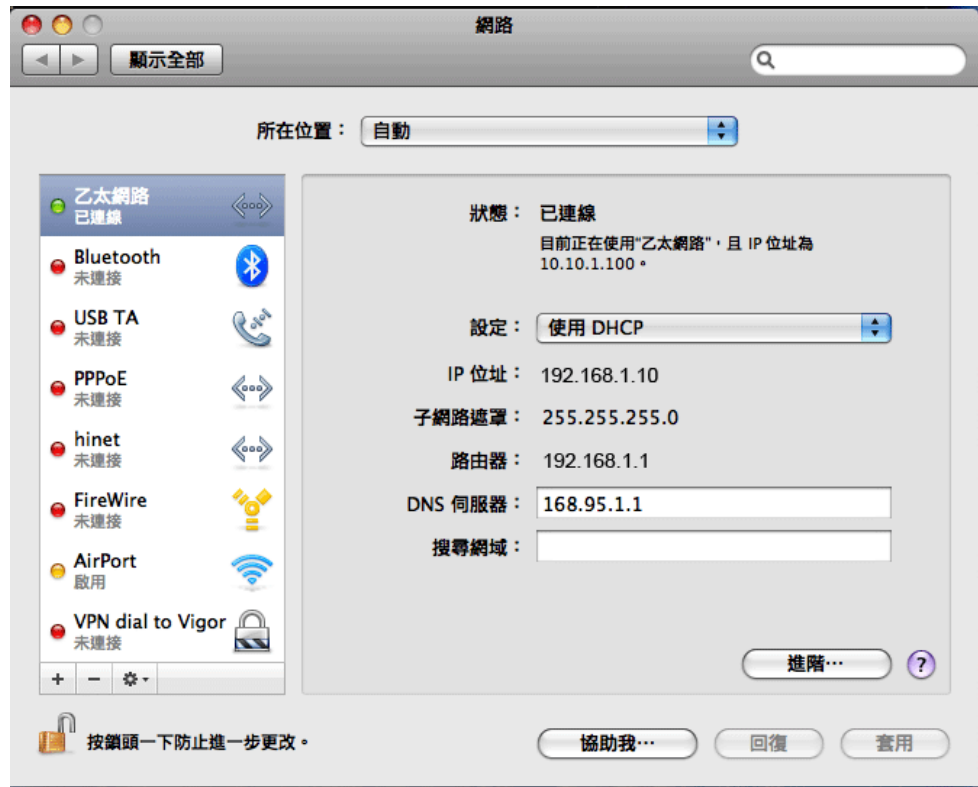 網路
顯示全部
所在位置： 自動
乙太網路
已連線
Bluetooth
未連接
USB TA
未連接
PPPoE
未連接
hinet
未連接
FireWire
未連接
AirPort
啟用
VPN dial to Vigor
未連接
狀態： 已連線
目前正在使用"乙太網路"，且 IP 位址為
10.10.1.100。
設定： 使用 DHCP
IP 位址： 192.168.1.10
子網路遮罩： 255.255.255.0
路由器： 192.168.1.1
DNS 伺服器： 168.95.1.1
搜尋網域：
進階… ?
按鎖頭一下防止進一步更改。
協助我… 回復 套用